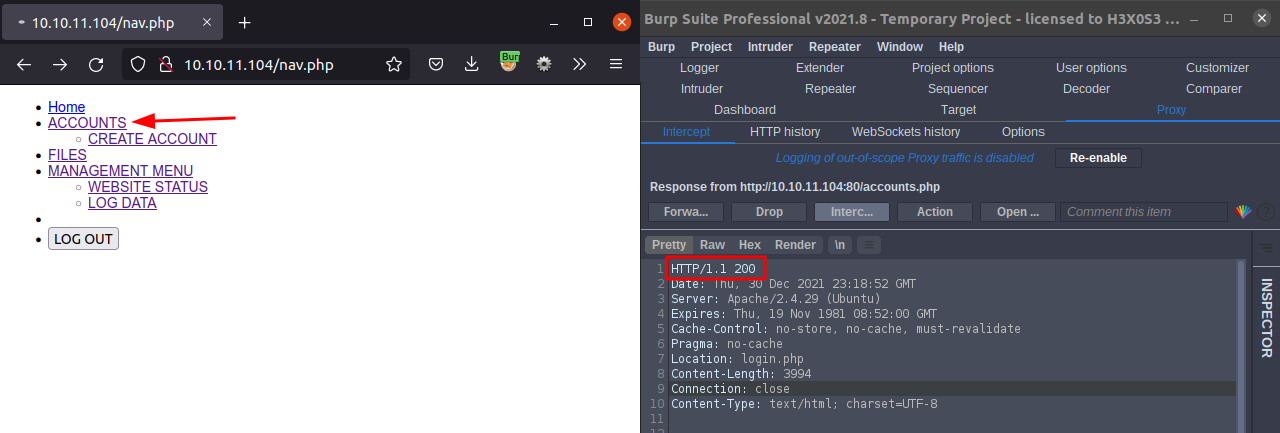 10.10.11.104/nav.php
10.10.11.104/nav.php
Bur
Home
ACCOUNTS
CREATE ACCOUNT
FILES
MANAGEMENT MENU
WEBSITE STATUS
LOG DATA
LOG OUT
Burp Suite Professional v2021.8 - Temporary Project - licensed to H3X0S3 ...
Burp Project Intruder Repeater Window Help
Logger Extender Project options User options Customizer
Intruder Repeater Sequencer Decoder Comparer
Dashboard Target Proxy
Intercept HTTP history WebSockets history Options
Logging of out-of-scope Proxy traffic is disabled Re-enable
Response from http://10.10.11.104:80/accounts.php
Forwa... Drop Interc... Action Open ... Comment this item ?
Pretty Raw Hex Render \n
1 HTTP/1.1 200
2 Date: Thu, 30 Dec 2021 23:18:52 GMT
3 Server: Apache/2.4.29 (Ubuntu)
4 Expires: Thu, 19 Nov 1981 08:52:00 GMT
5 Cache-Control: no-store, no-cache, must-revalidate
6 Pragma: no-cache
7 Location: login.php
8 Content-Length: 3994
9 Connection: close
10 Content-Type: text/html; charset=UTF-8
11
INSPECTOR